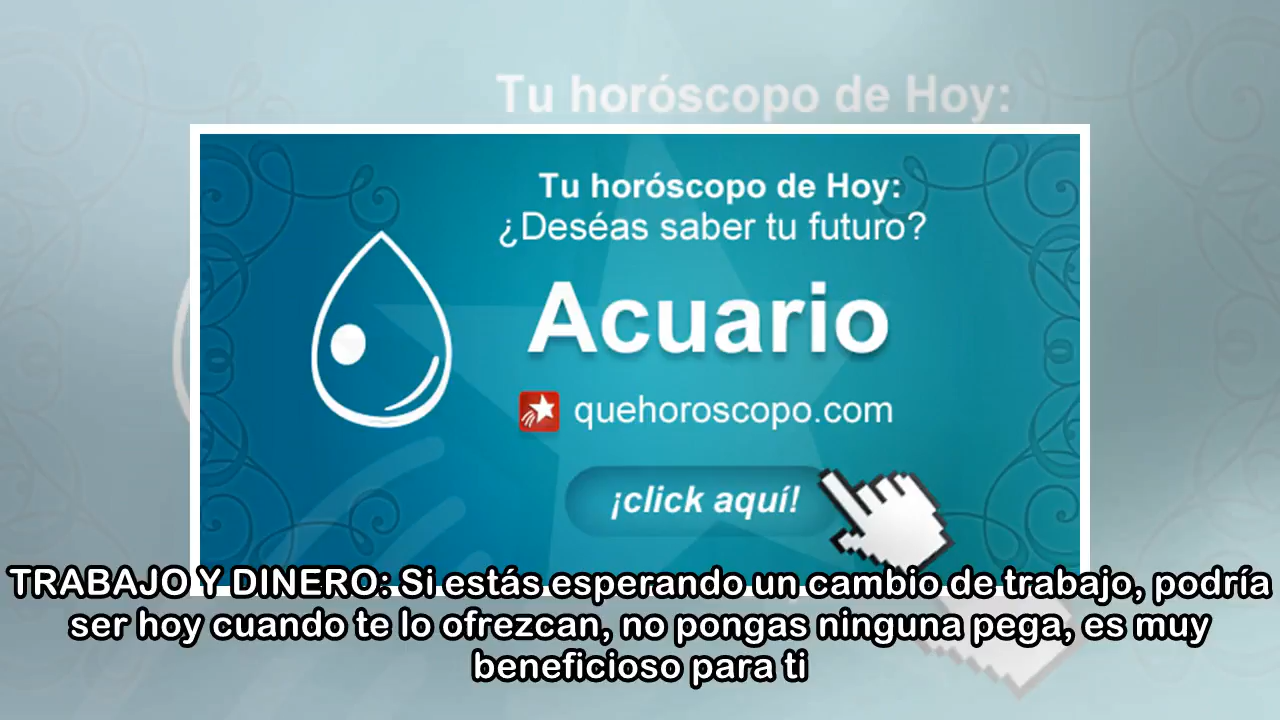 Tu horóscopo de Hoy:
Tu horóscopo de Hoy:
¿Deséas saber tu futuro?
Acuario
quehoroscopo.com
¡click aquí!
TRABAJO Y DINERO: Si estás esperando un cambio de trabajo, podría
ser hoy cuando te lo ofrezcan, no pongas ninguna pega, es muy
beneficioso para ti